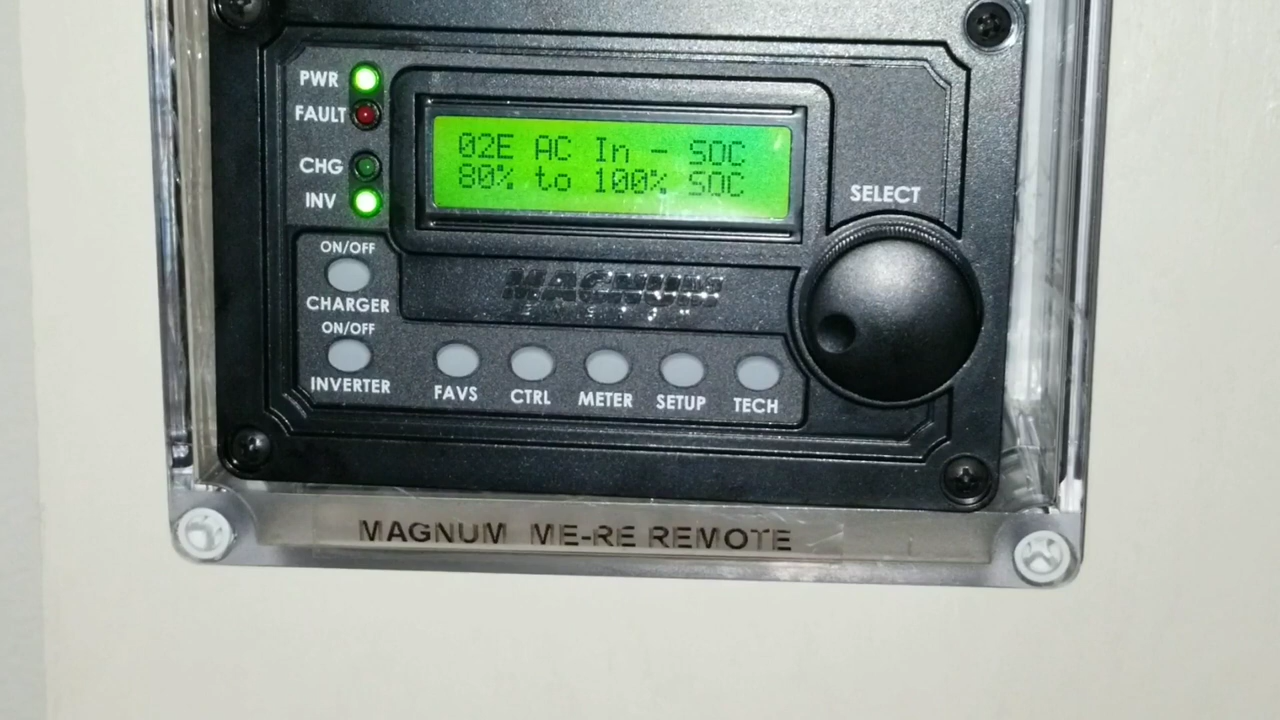 PWR
FAULT
CHG
INV
02E AC In - SOC
80% to 100% SOC
SELECT
MAGNUM
ON/OFF
CHARGER
ON/OFF
INVERTER
FAVS
CTRL
METER
SETUP
TECH
MAGNUM ME-RE REMOTE